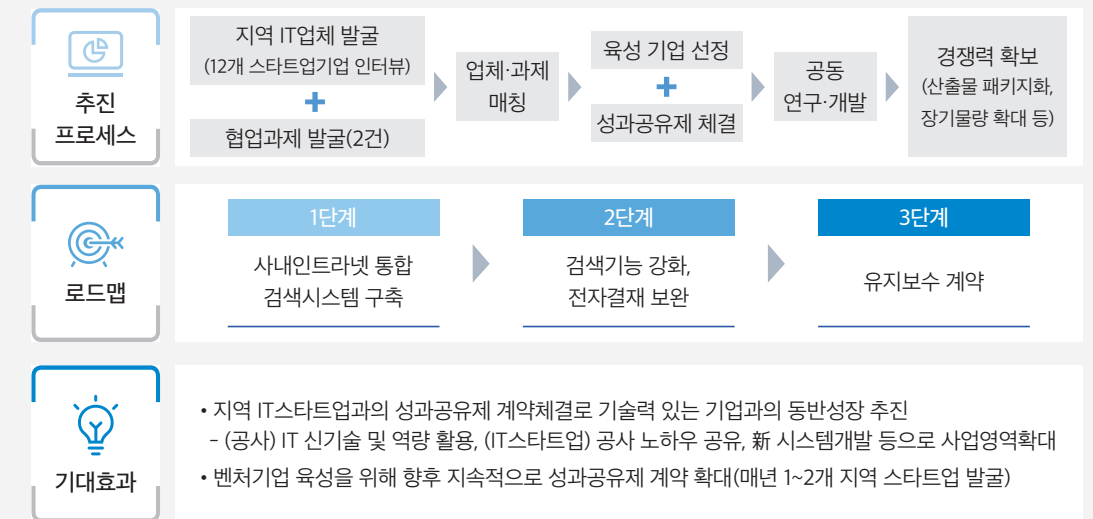 추진
프로세스
지역 IT업체 발굴
(12개 스타트업기업 인터뷰)
+
협업과제 발굴(2건)
업체·과제
매칭
육성 기업 선정
+
성과공유제 체결
공동
연구·개발
경쟁력 확보
(산출물 패키지화,
장기물량 확대 등)
로드맵
1단계
사내인트라넷 통합
검색시스템 구축
2단계
검색기능 강화,
전자결재 보완
3단계
유지보수 계약
기대효과
• 지역 IT스타트업과의 성과공유제 계약체결로 기술력 있는 기업과의 동반성장 추진
- (공사) IT 신기술 및 역량 활용, (IT스타트업) 공사 노하우 공유, 新 시스템개발 등으로 사업영역확대
• 벤처기업 육성을 위해 향후 지속적으로 성과공유제 계약 확대(매년 1~2개 지역 스타트업 발굴)